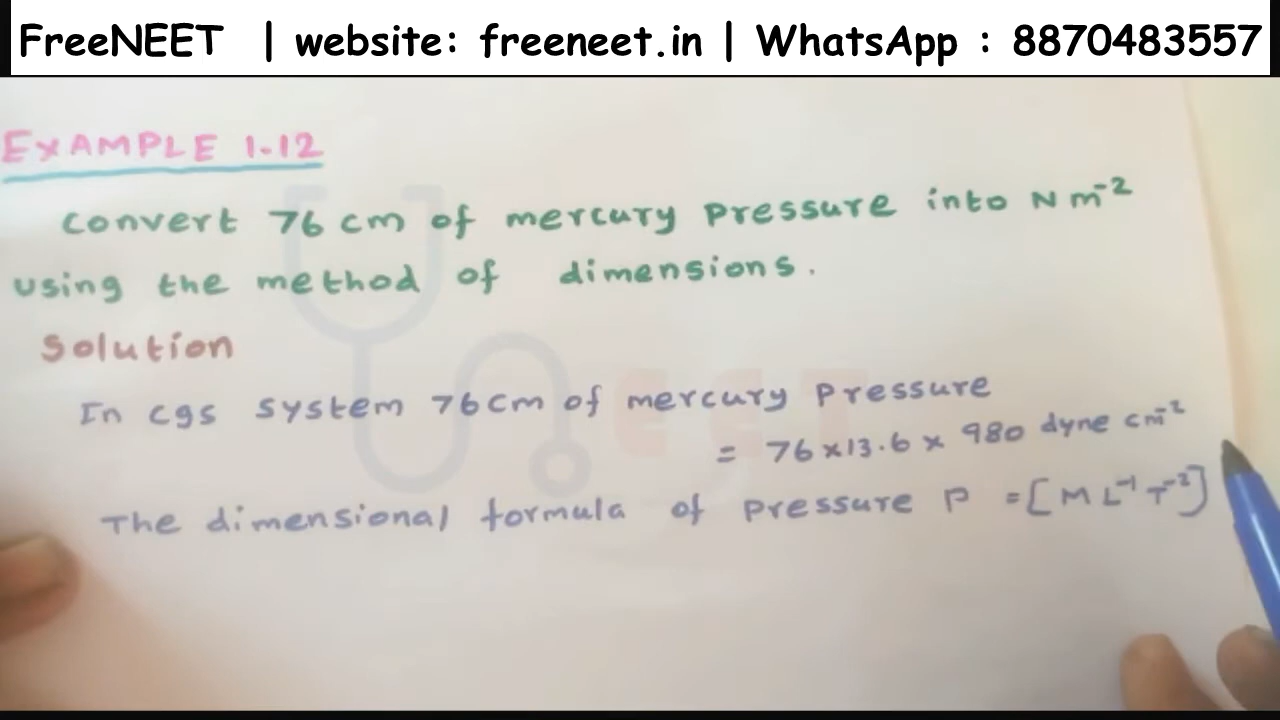 FreeNEET | website: freeneet.in | WhatsApp : 8870483557
EXAMPLE 1.12
Convert 76 cm of mercury pressure into N m⁻²
using the method of dimensions.
Solution
In cgs system 76 cm of mercury pressure
= 76 x 13.6 x 980 dyne cm⁻²
The dimensional formula of pressure P = [M L⁻¹ T⁻²]